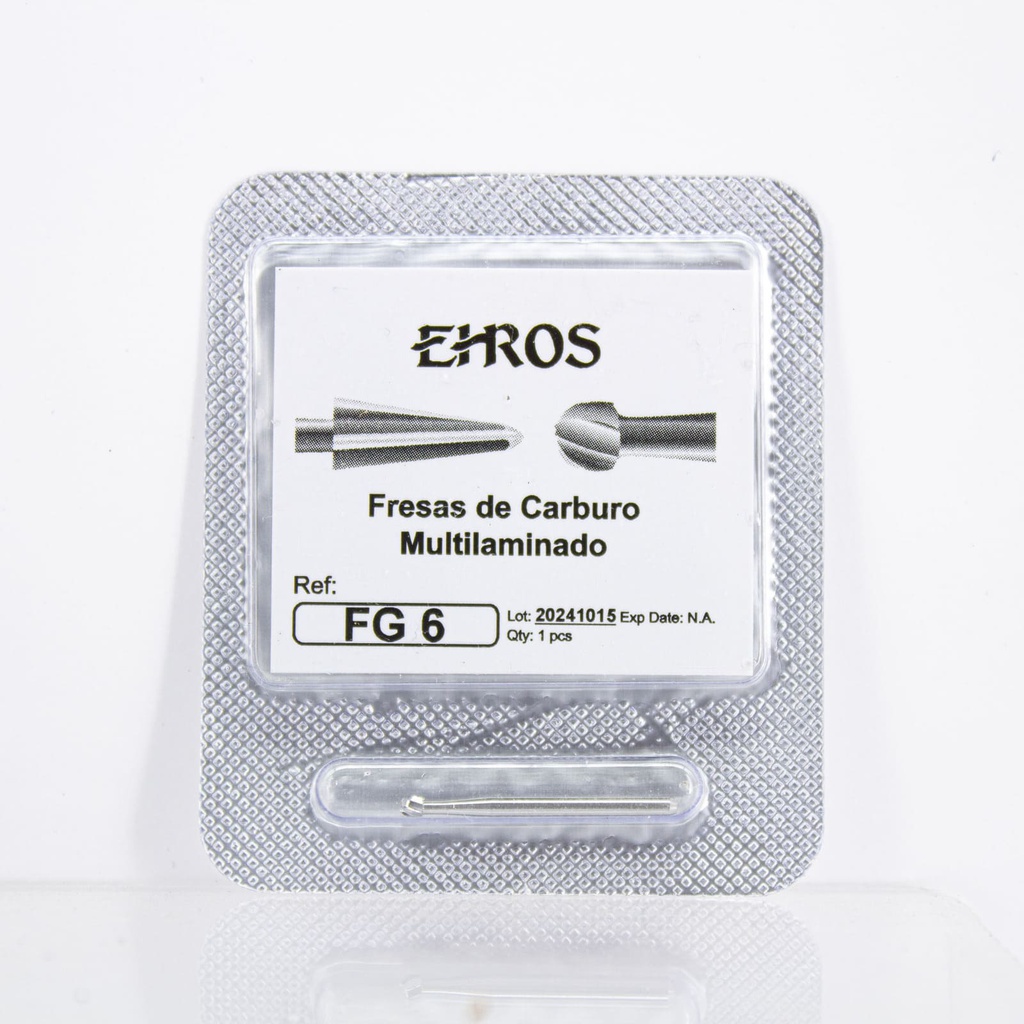 EHROS
Fresas de Carburo
Multilaminado
Ref:
FG 6
Lot: 20241015 Exp Date: N.A.
Qty: 1 pcs